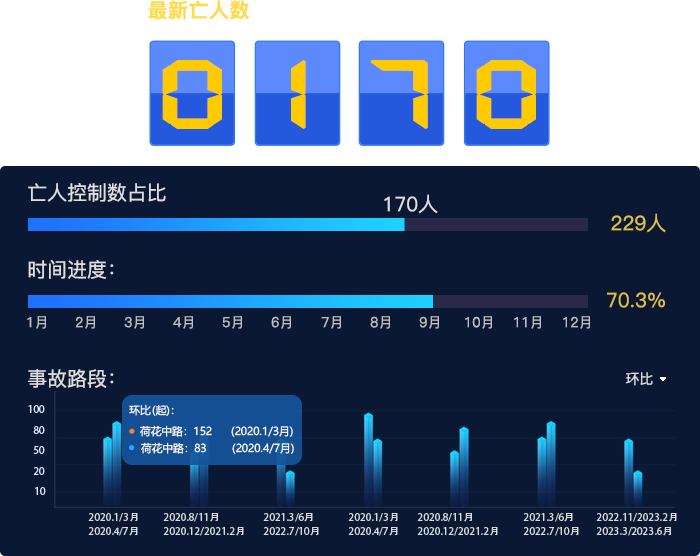 最新亡人数
0170
亡人控制数占比
170人
229人
时间进度：
70.3%
1月 2月 3月 4月 5月 6月 7月 8月 9月 10月 11月 12月
事故路段：
环比
100
80
50
20
10
环比(起)：
荷花中路：152 (2020.1/3月)
荷花中路：83 (2020.4/7月)
2020.1/3月 2020.8/11月 2021.3/6月 2020.1/3月 2020.8/11月 2021.3/6月 2022.11/2023.2月
2020.4/7月 2020.12/2021.2月 2022.7/10月 2020.4/7月 2020.12/2021.2月 2022.7/10月 2023.3/2023.6月